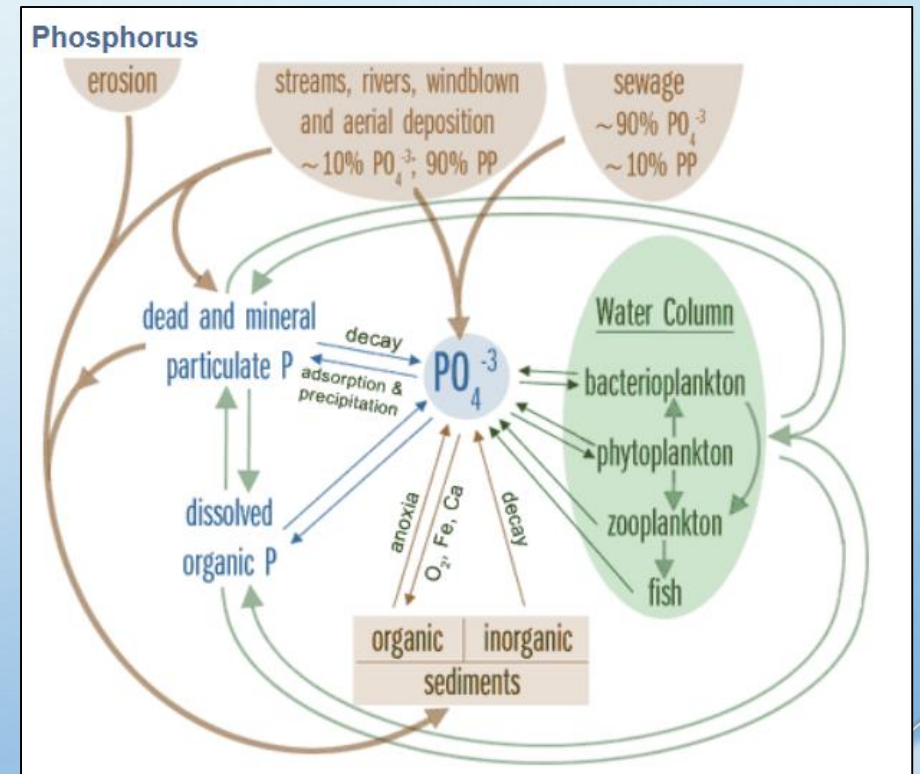 Phosphorus
erosion
streams, rivers, windblown
and aerial deposition
~10% PO₄⁻³; 90% PP
sewage
~90% PO₄⁻³
~10% PP
dead and mineral
particulate P
decay
adsorption &
precipitation
PO₄⁻³
Water Column
bacterioplankton
phytoplankton
zooplankton
fish
dissolved
organic P
anoxia
O₂, Fe, Ca
decay
organic
inorganic
sediments